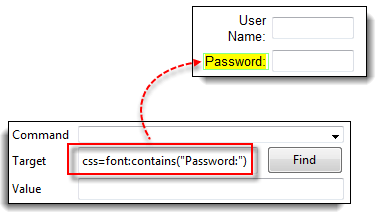 User
Name:
Password:
Command
Target css=font:contains("Password:") Find
Value